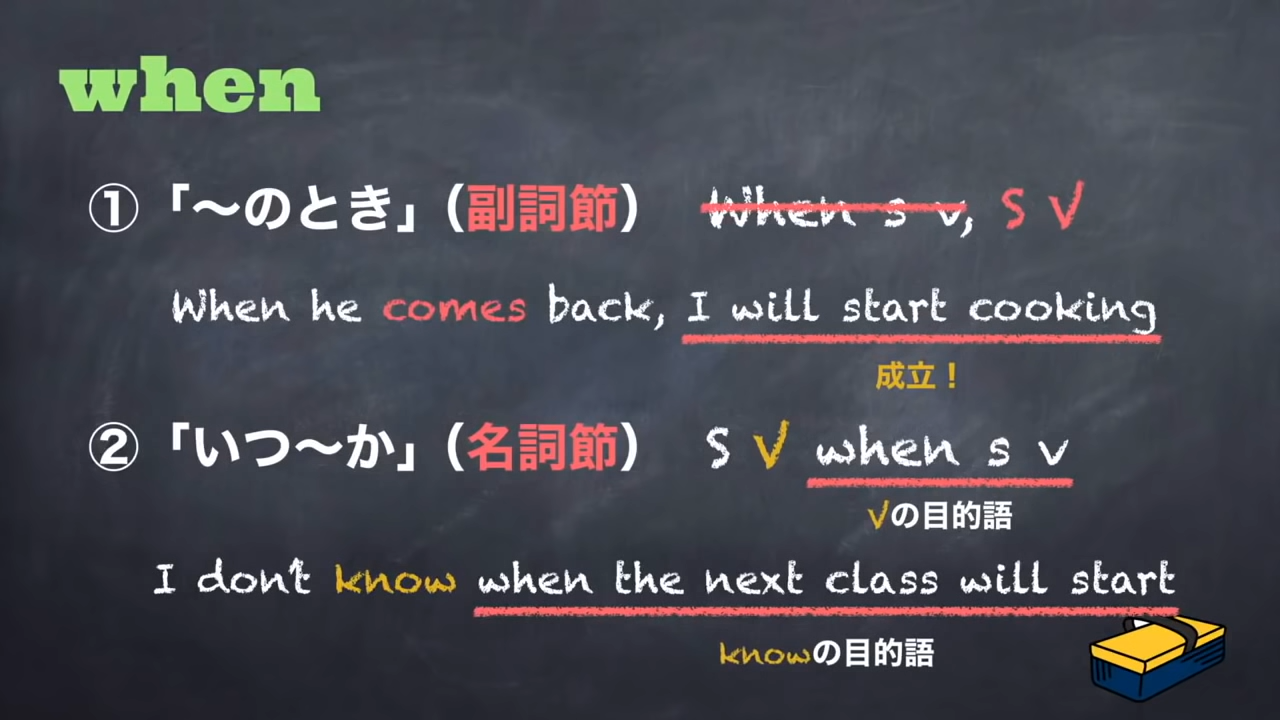 when
①「〜のとき」（副詞節） When s v, S V
When he comes back, I will start cooking
成立！
②「いつ〜か」（名詞節） S V when s v
Vの目的語
I don't know when the next class will start
knowの目的語